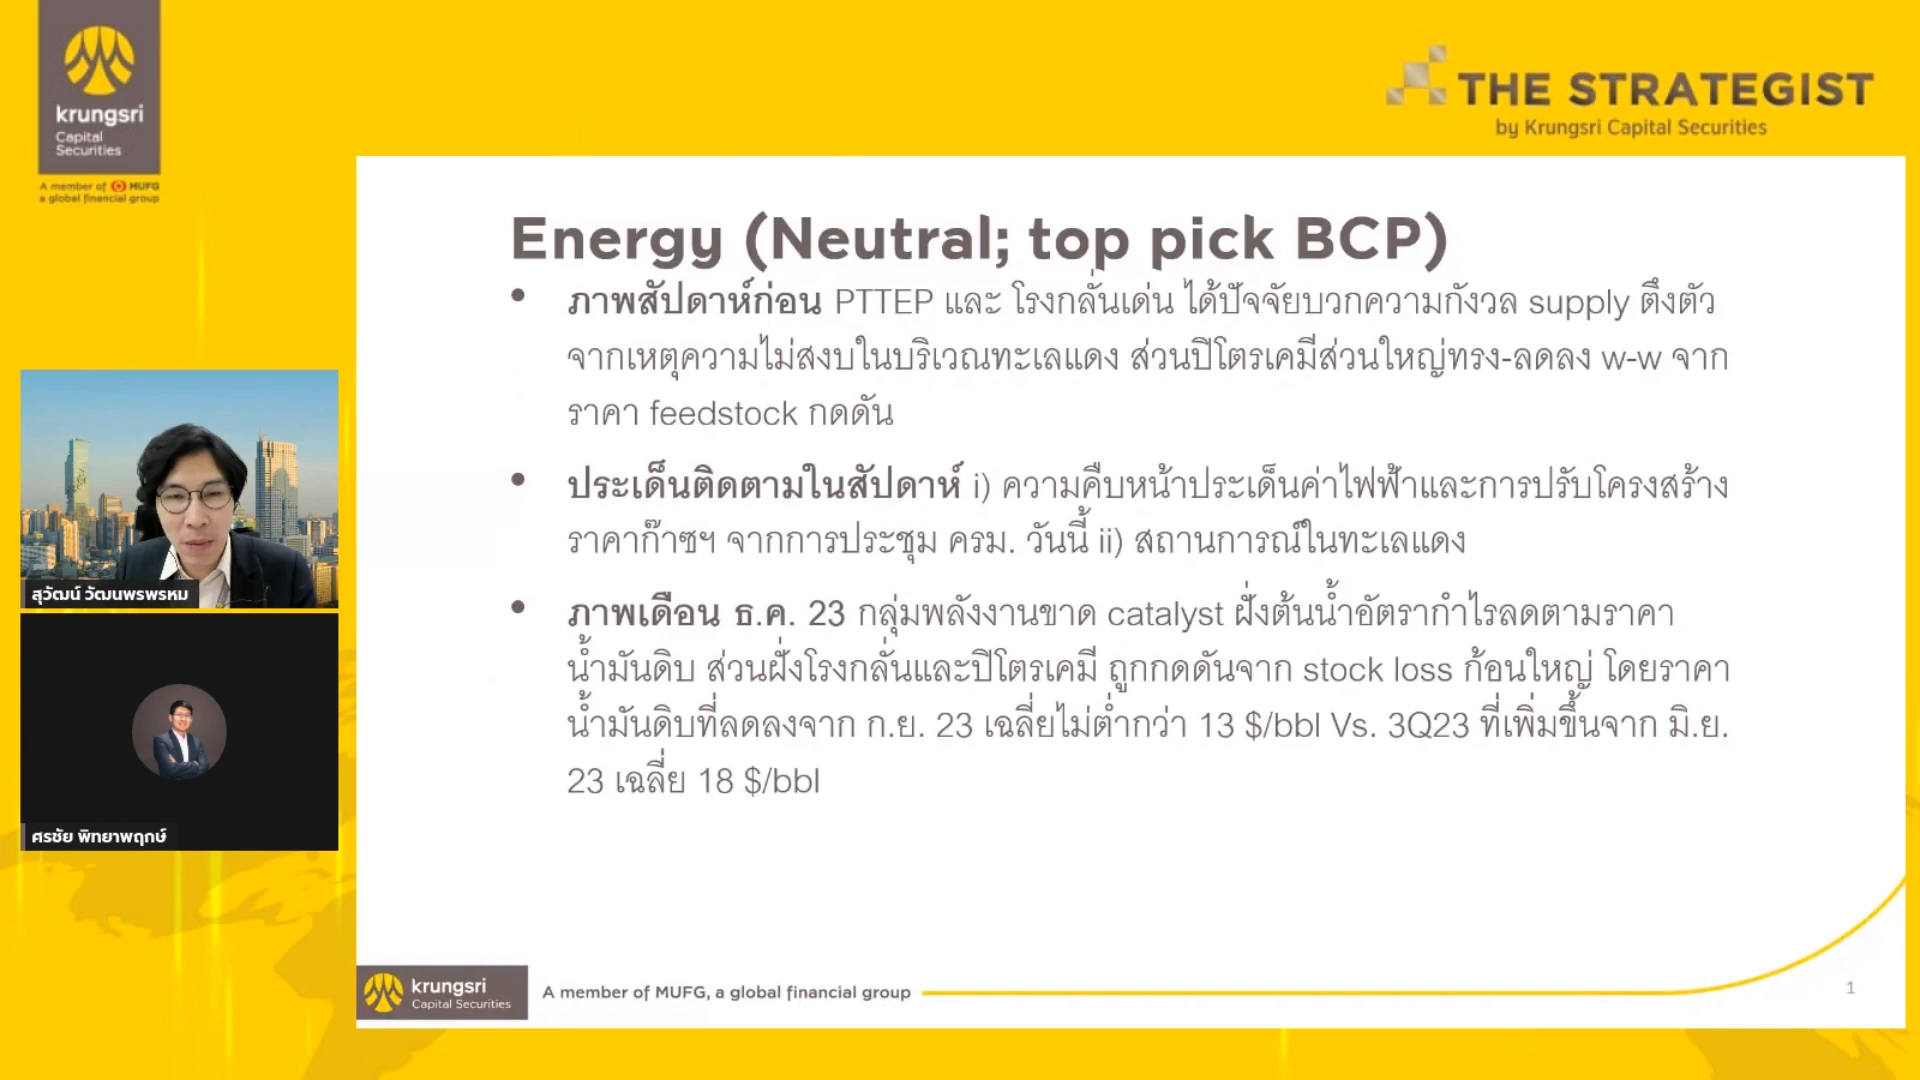 krungsri
Capital
Securities
A member of MUFG
a global financial group
THE STRATEGIST
by Krungsri Capital Securities
Energy (Neutral; top pick BCP)
• ภาพสัปดาห์ก่อน PTTEP และ โรงกลั่นเด่น ได้ปัจจัยบวกความกังวล supply ตึงตัว
จากเหตุความไม่สงบในบริเวณทะเลแดง ส่วนปิโตรเคมีส่วนใหญ่ทรง-ลดลง w-w จาก
ราคา feedstock กดดัน
• ประเด็นติดตามในสัปดาห์ i) ความคืบหน้าประเด็นค่าไฟฟ้าและการปรับโครงสร้าง
ราคาก๊าซฯ จากการประชุม ครม. วันนี้ ii) สถานการณ์ในทะเลแดง
• ภาพเดือน ธ.ค. 23 กลุ่มพลังงานขาด catalyst ฝั่งต้นน้ำอัตรากำไรลดตามราคา
น้ำมันดิบ ส่วนฝั่งโรงกลั่นและปิโตรเคมี ถูกกดดันจาก stock loss ก้อนใหญ่ โดยราคา
น้ำมันดิบที่ลดลงจาก ก.ย. 23 เฉลี่ยไม่ต่ำกว่า 13 $/bbl Vs. 3Q23 ที่เพิ่มขึ้นจาก มิ.ย.
23 เฉลี่ย 18 $/bbl
สุวัฒน์ วัฒนพรพรหม
ศรชัย พิทยาพฤกษ์
krungsri
Capital Securities
A member of MUFG, a global financial group
1